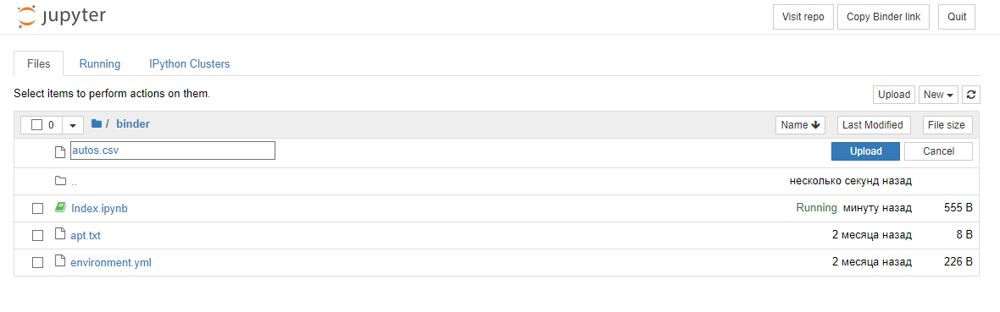 jupyter
Visit repo Copy Binder link Quit
Files Running IPython Clusters
Select items to perform actions on them.
Upload New
0 / binder Name Last Modified File size
autos.csv Upload Cancel
.. несколько секунд назад
Index.ipynb Running минуту назад 555 B
apt.txt 2 месяца назад 8 B
environment.yml 2 месяца назад 226 B